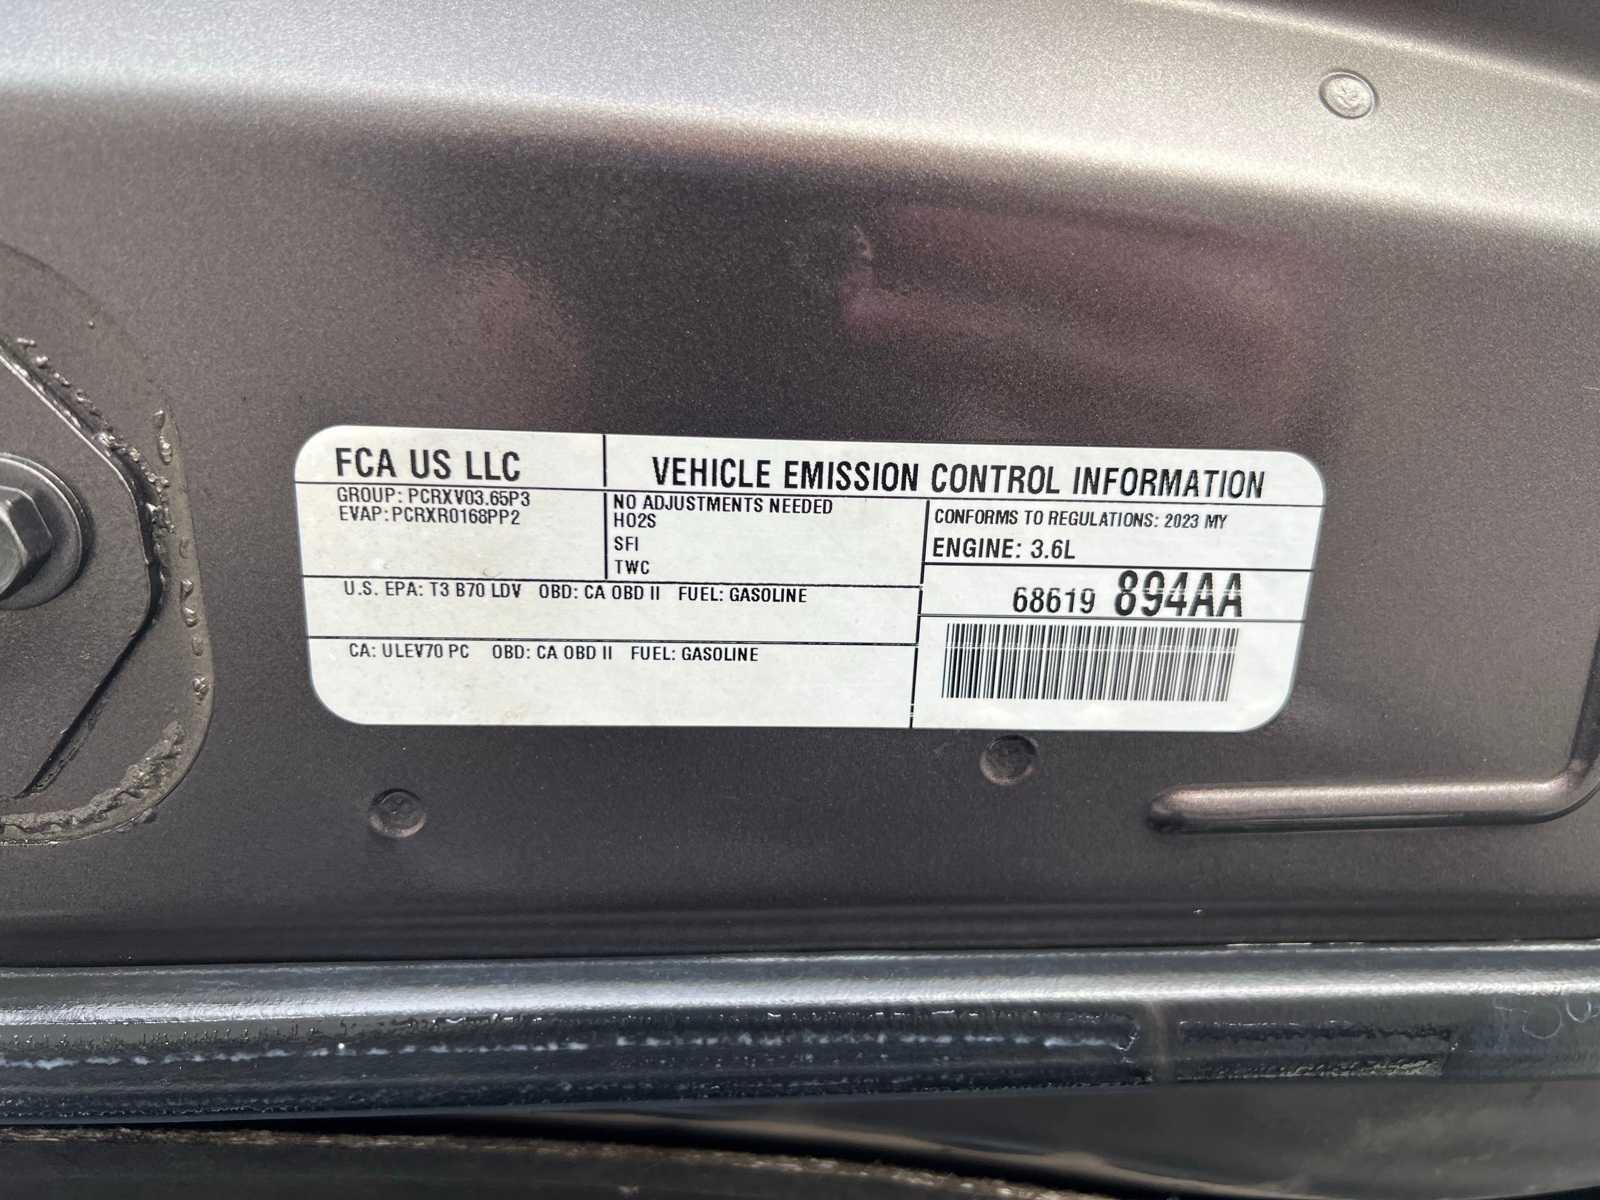 FCA US LLC
VEHICLE EMISSION CONTROL INFORMATION
GROUP: PCRXV03.65P3
EVAP:PCRXR0168PP2
NO ADJUSTMENTS NEEDED
HO2S
SFI
TWC
CONFORMS TO REGULATIONS: 2023 MY
ENGINE: 3.6L
68619 894AA
U.S. EPA: T3 B70 LDV OBD: CA OBD II FUEL: GASOLINE
CA: ULEV70 PC OBD: CA OBD II FUEL: GASOLINE